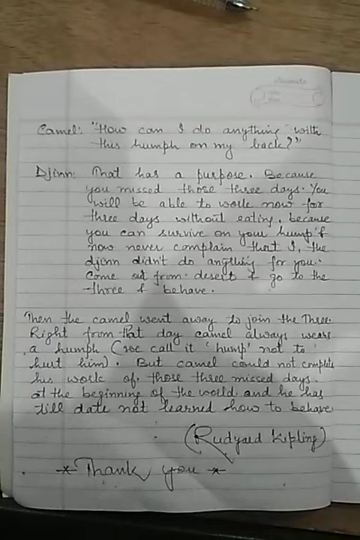 Camel: "How can I do anything with
this humph on my back?"
Djinn: That has a purpose. Because
you missed those three days. You
will be able to work now for
three days without eating, because
you can survive on your humph &
now never complain that I, the
djinn didn't do anything for you.
Come out from desert & go to the
three & behave.
Then the camel went away to join the Three.
Right from that day camel always wears
a humph (we call it 'hump' not to
hurt him). But camel could not complete
his work of those three missed days.
at the beginning of the world and he has
till date not learned how to behave
(Rudyard Kipling)
Thank you